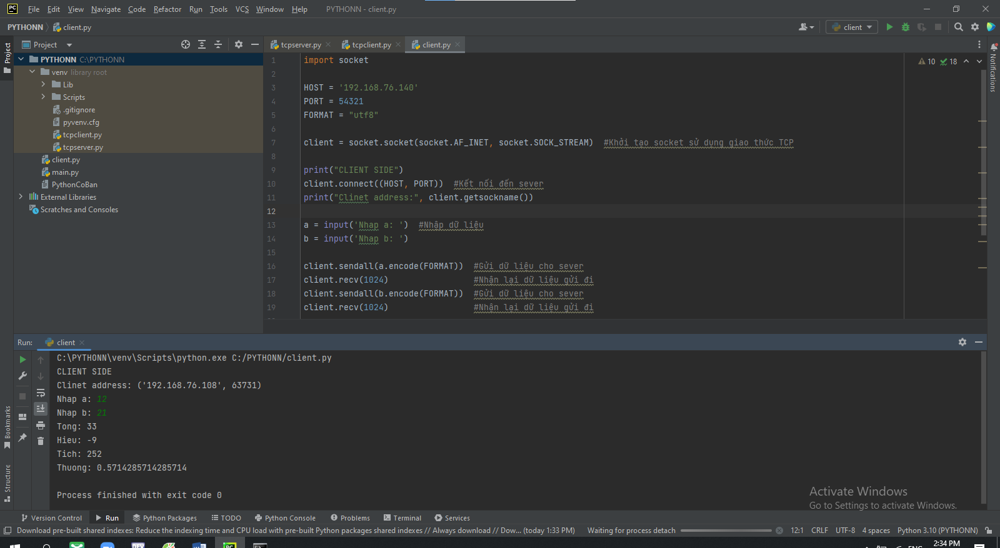 PC File Edit View Navigate Code Refactor Run Tools VCS Window Help PYTHONN - client.py
PYTHONN client.py client
Project
tcpserver.py tcpclient.py client.py
Project
PYTHONN C:\PYTHONN
venv library root
Lib
Scripts
.gitignore
pyvenv.cfg
tcpclient.py
tcpserver.py
client.py
main.py
PythonCoBan
External Libraries
Scratches and Consoles
10 18
Notifications
1 import socket
2
3 HOST = '192.168.76.140'
4 PORT = 54321
5 FORMAT = "utf8"
6
7 client = socket.socket(socket.AF_INET, socket.SOCK_STREAM) #Khởi tạo socket sử dụng giao thức TCP
8
9 print("CLIENT SIDE")
10 client.connect((HOST, PORT)) #Kết nối đến sever
11 print("Clinet address:", client.getsockname())
12
13 a = input('Nhap a: ') #Nhập dữ liệu
14 b = input('Nhap b: ')
15
16 client.sendall(a.encode(FORMAT)) #Gửi dữ liệu cho sever
17 client.recv(1024) #Nhận lại dữ liệu gửi đi
18 client.sendall(b.encode(FORMAT)) #Gửi dữ liệu cho sever
19 client.recv(1024) #Nhận lại dữ liệu gửi đi
Run: client
C:\PYTHONN\venv\Scripts\python.exe C:/PYTHONN/client.py
CLIENT SIDE
Clinet address: ('192.168.76.108', 63731)
Nhap a: 12
Nhap b: 21
Tong: 33
Hieu: -9
Tich: 252
Thuong: 0.5714285714285714
Process finished with exit code 0
Bookmarks
Structure
Activate Windows
Go to Settings to activate Windows.
Version Control Run Python Packages TODO Python Console Problems Terminal Services
Download pre-built shared indexes: Reduce the indexing time and CPU load with pre-built Python packages shared indexes // Always download // Dow... (today 1:33 PM) Waiting for process detach 12:1 CRLF UTF-8 4 spaces Python 3.10 (PYTHONN)
DEV PC ENG 2:34 PM